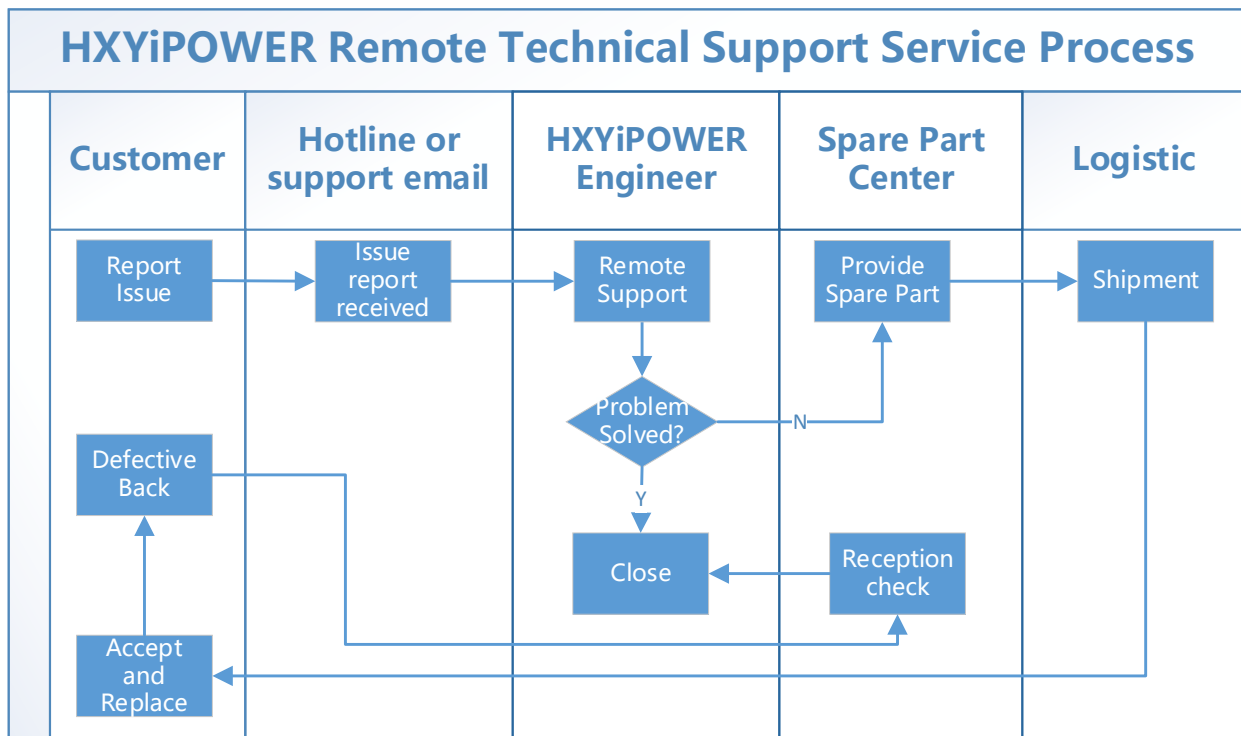 HXYiPOWER Remote Technical Support Service Process
Customer
Hotline or
support email
HXYiPOWER
Engineer
Spare Part
Center
Logistic
Report
Issue
Issue
report
received
Remote
Support
Provide
Spare Part
Shipment
Problem
Solved?
N
Defective
Back
Y
Close
Reception
check
Accept
and
Replace